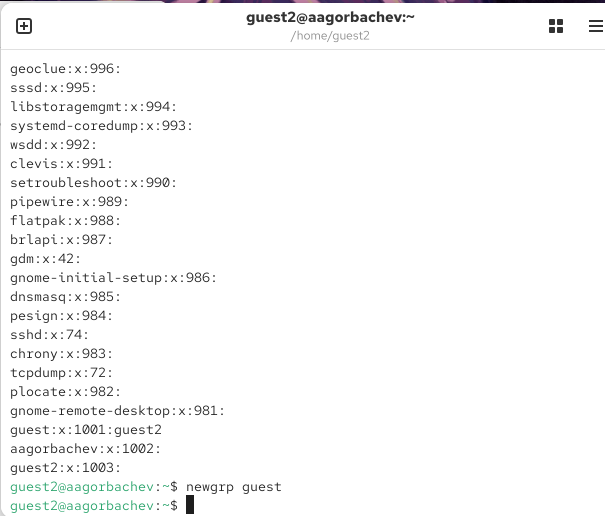 guest2@aagorbachev:~
/home/guest2
geoclue:x:996:
sssd:x:995:
libstoragemgmt:x:994:
systemd-coredump:x:993:
wsdd:x:992:
clevis:x:991:
setroubleshoot:x:990:
pipewire:x:989:
flatpak:x:988:
brlapi:x:987:
gdm:x:42:
gnome-initial-setup:x:986:
dnsmasq:x:985:
pesign:x:984:
sshd:x:74:
chrony:x:983:
tcpdump:x:72:
plocate:x:982:
gnome-remote-desktop:x:981:
guest:x:1001:guest2
aagorbachev:x:1002:
guest2:x:1003:
guest2@aagorbachev:~$ newgrp guest
guest2@aagorbachev:~$